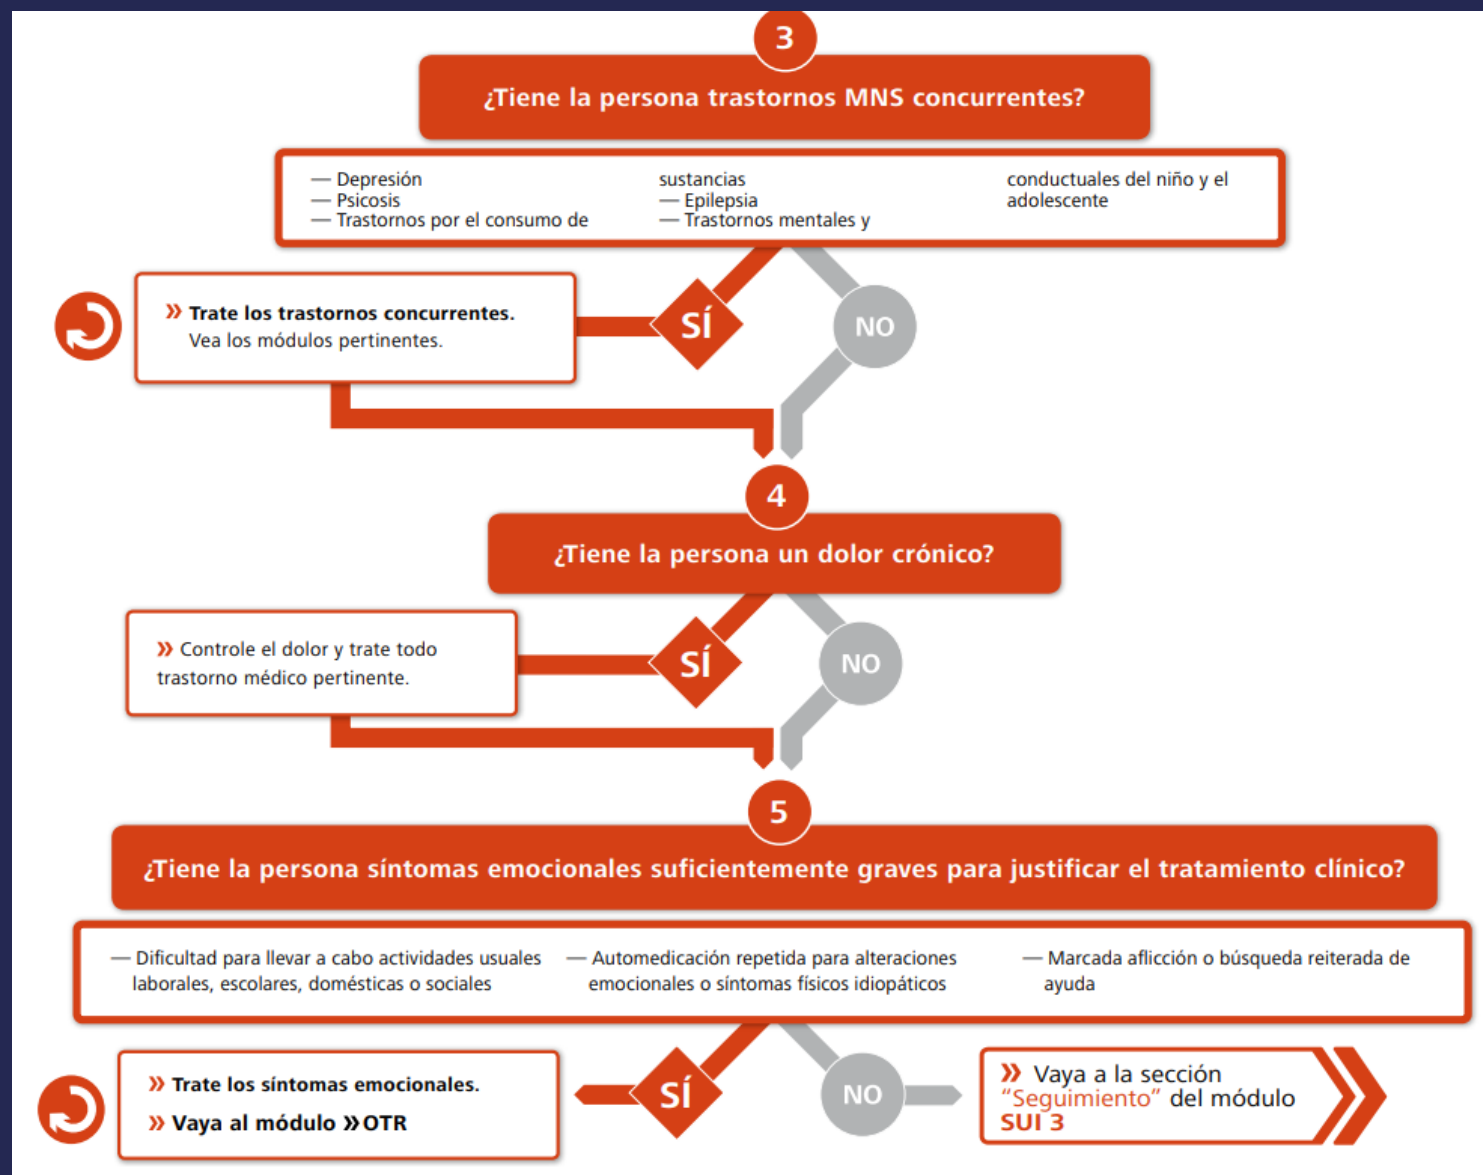 3
¿Tiene la persona trastornos MNS concurrentes?
— Depresión
— Psicosis
— Trastornos por el consumo de
sustancias
— Epilepsia
— Trastornos mentales y
conductuales del niño y el
adolescente
» Trate los trastornos concurrentes.
Vea los módulos pertinentes.
SÍ
NO
4
¿Tiene la persona un dolor crónico?
» Controle el dolor y trate todo
trastorno médico pertinente.
SÍ
NO
5
¿Tiene la persona síntomas emocionales suficientemente graves para justificar el tratamiento clínico?
— Dificultad para llevar a cabo actividades usuales
laborales, escolares, domésticas o sociales
— Automedicación repetida para alteraciones
emocionales o síntomas físicos idiopáticos
— Marcada aflicción o búsqueda reiterada de
ayuda
» Trate los síntomas emocionales.
» Vaya al módulo » OTR
SÍ
NO
» Vaya a la sección
“Seguimiento” del módulo
SUI 3